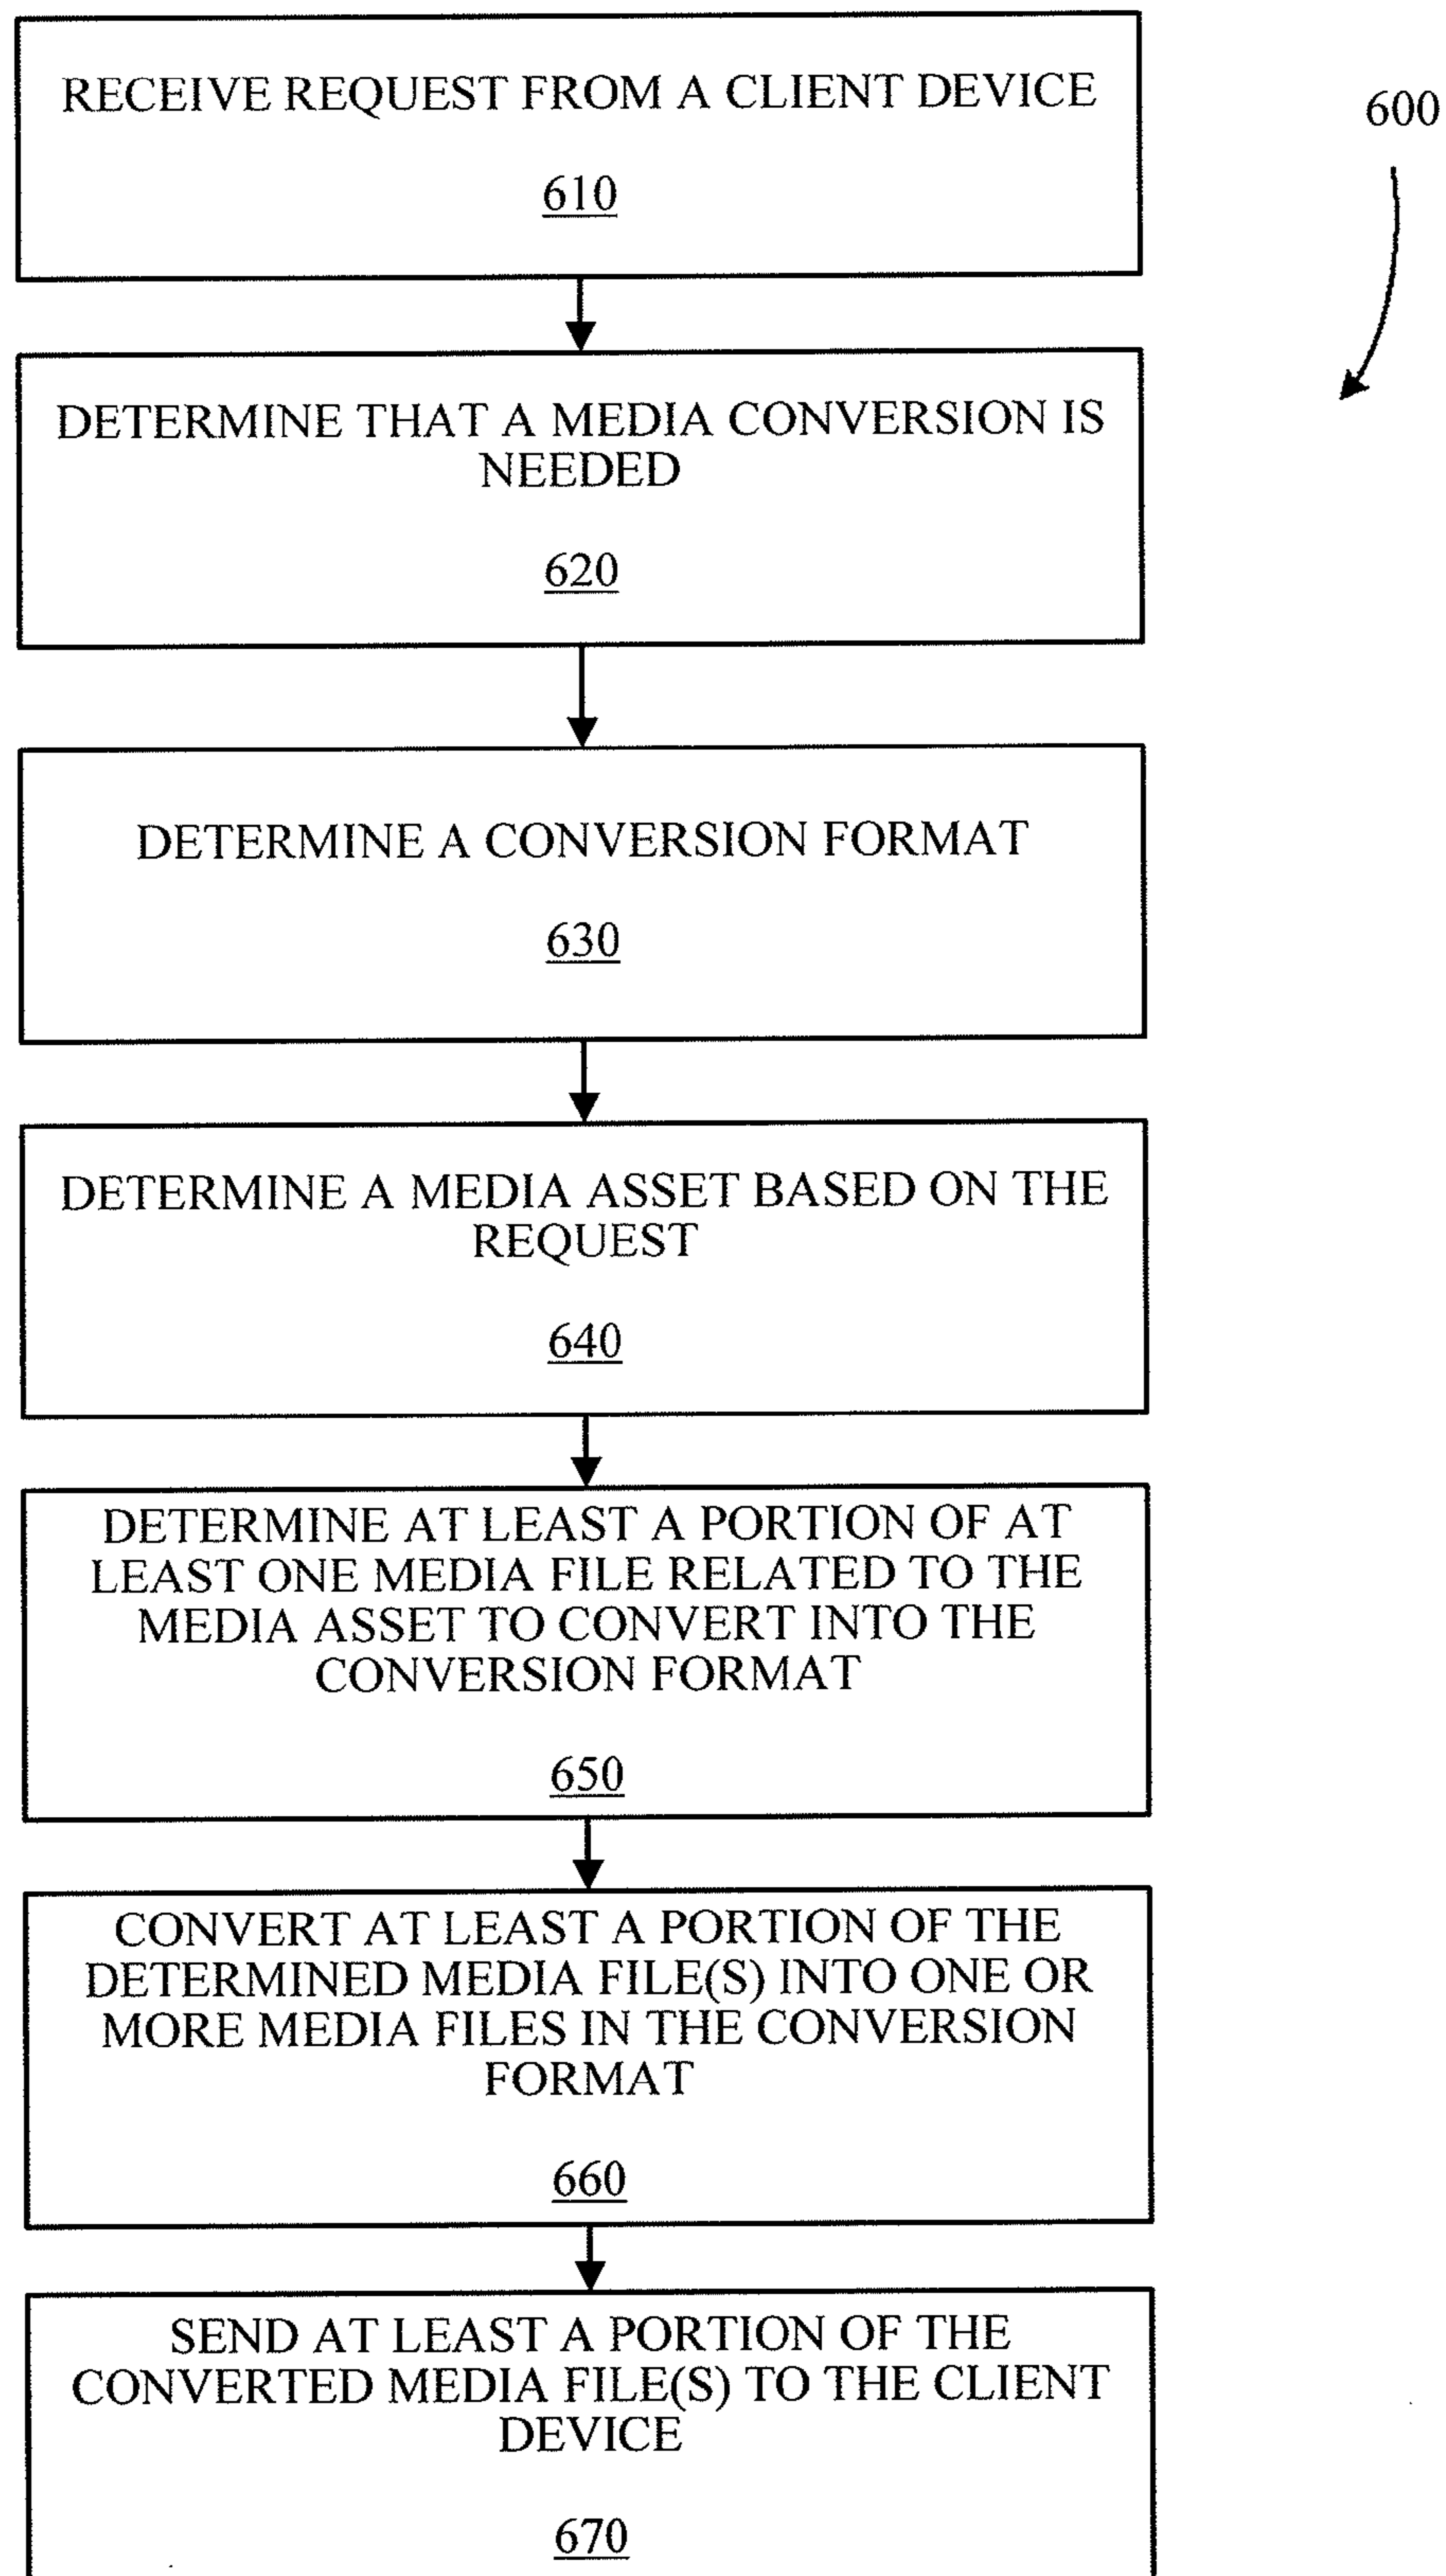 RECEIVE REQUEST FROM A CLIENT DEVICE
610
600
DETERMINE THAT A MEDIA CONVERSION IS
NEEDED
620
DETERMINE A CONVERSION FORMAT
630
DETERMINE A MEDIA ASSET BASED ON THE
REQUEST
640
DETERMINE AT LEAST A PORTION OF AT
LEAST ONE MEDIA FILE RELATED TO THE
MEDIA ASSET TO CONVERT INTO THE
CONVERSION FORMAT
650
CONVERT AT LEAST A PORTION OF THE
DETERMINED MEDIA FILE(S) INTO ONE OR
MORE MEDIA FILES IN THE CONVERSION
FORMAT
660
SEND AT LEAST A PORTION OF THE
CONVERTED MEDIA FILE(S) TO THE CLIENT
DEVICE
670